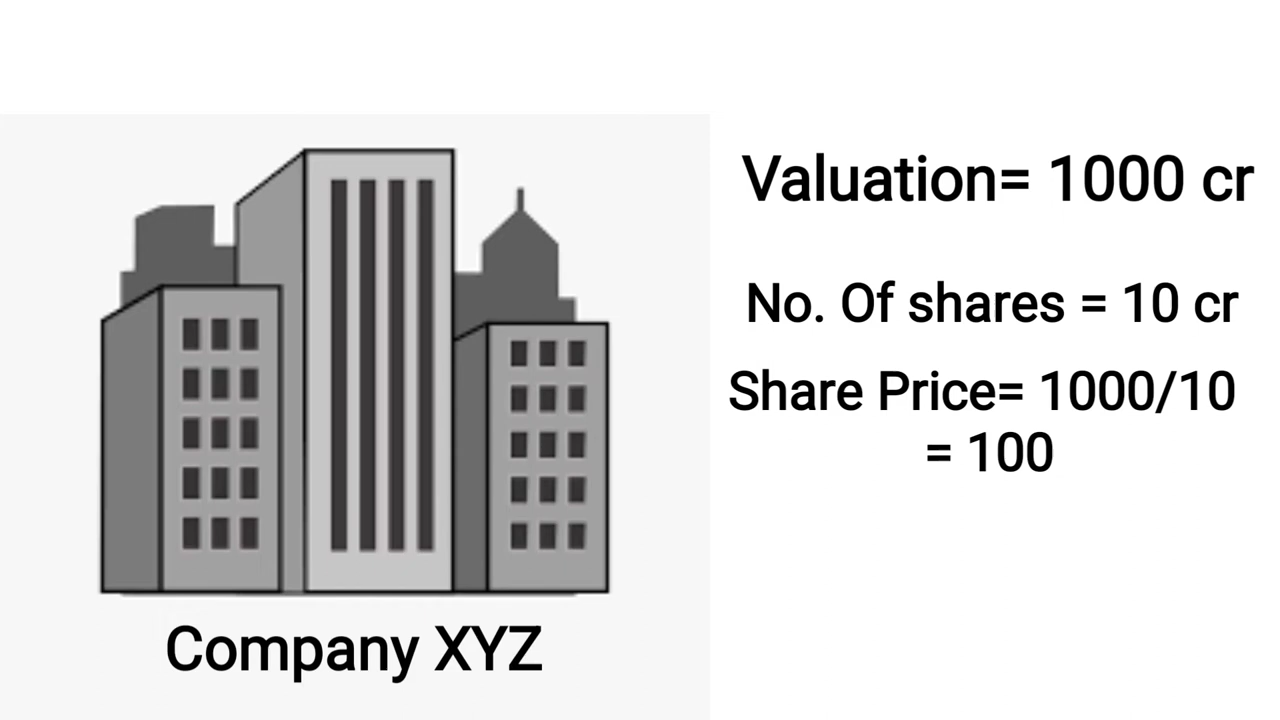 Valuation= 1000 cr
No. Of shares = 10 cr
Share Price= 1000/10
= 100
Company XYZ